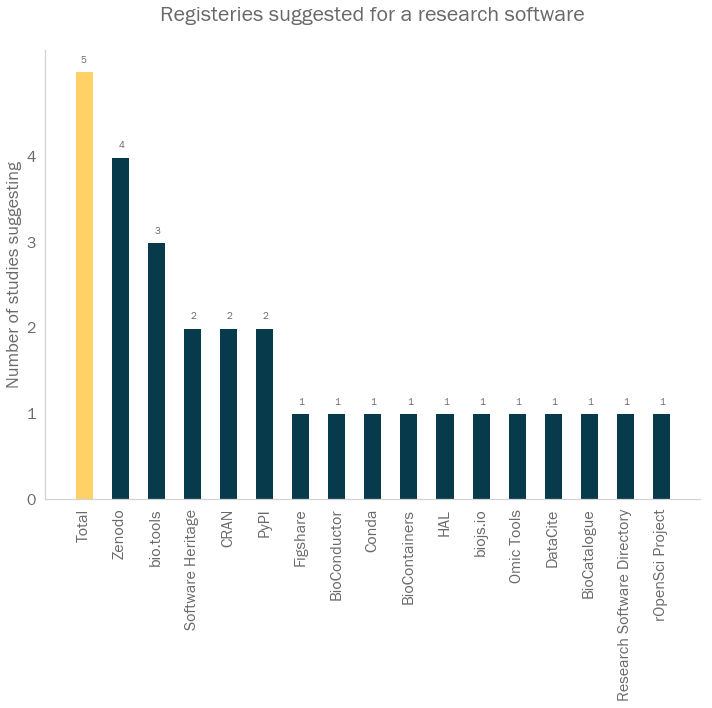 Registeries suggested for a research software
Number of studies suggesting
5
4
3
2
2
2
1
1
1
1
1
1
1
1
1
1
1
4
3
2
1
0
Total
Zenodo
bio.tools
Software Heritage
CRAN
PyPI
Figshare
BioConductor
Conda
BioContainers
HAL
biojs.io
Omic Tools
DataCite
BioCatalogue
Research Software Directory
rOpenSci Project